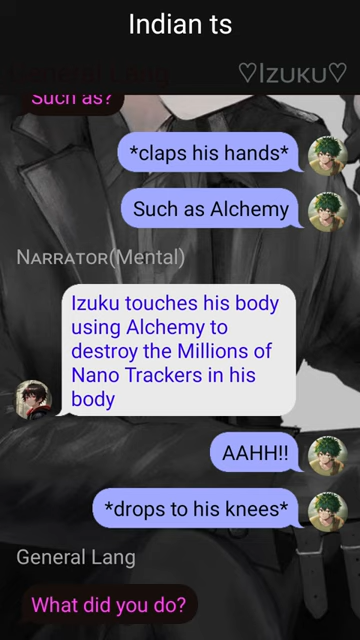 Indian ts
General Lang
♡Izuku♡
Such as?
*claps his hands*
Such as Alchemy
Narrator(Mental)
Izuku touches his body
using Alchemy to
destroy the Millions of
Nano Trackers in his
body
AAHH!!
*drops to his knees*
General Lang
What did you do?